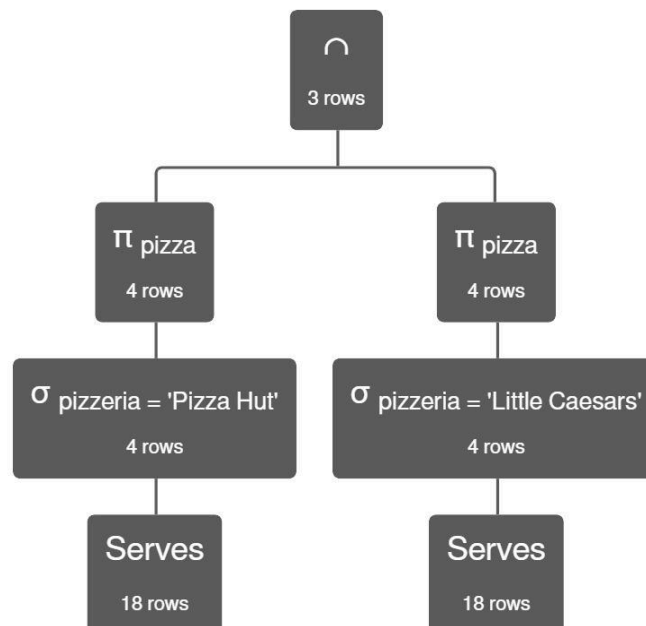 ∩
3 rows
π pizza
4 rows
π pizza
4 rows
σ pizzeria = 'Pizza Hut'
4 rows
σ pizzeria = 'Little Caesars'
4 rows
Serves
18 rows
Serves
18 rows